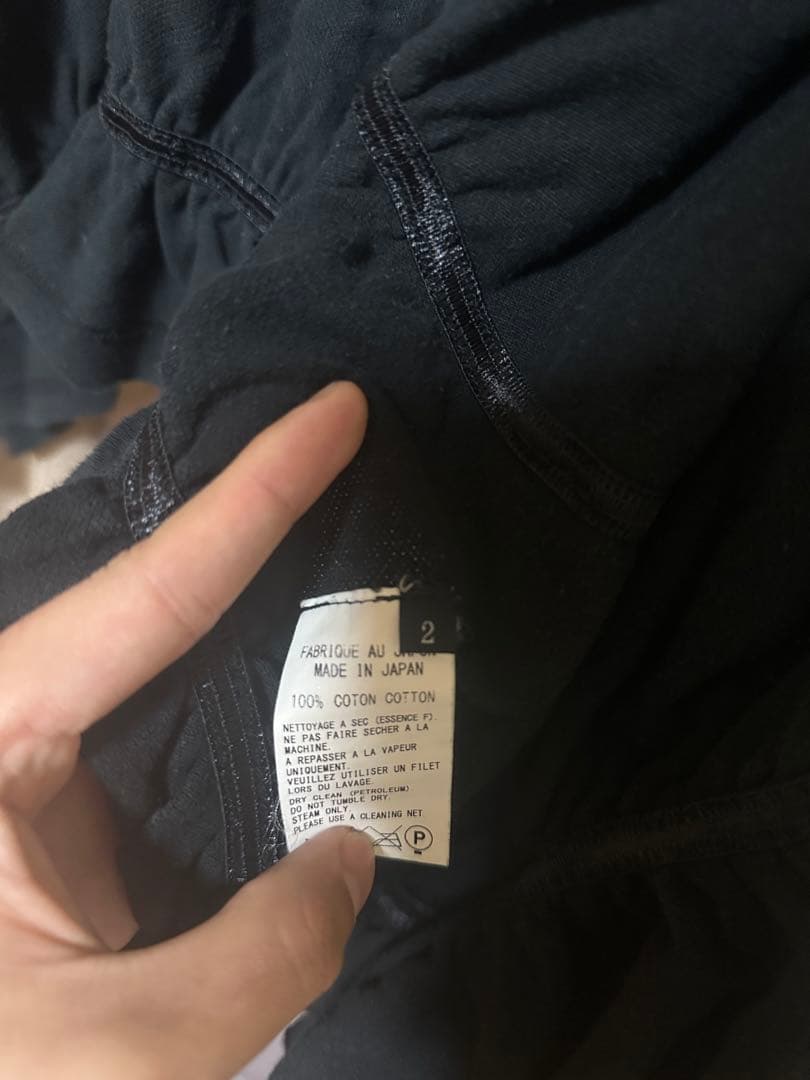 2
FABRIQUE AU
MADE IN JAPAN
100% COTON COTTON
NETTOYAGE A SEC (ESSENCE F).
NE PAS FAIRE SECHER A LA
MACHINE.
A REPASSER A LA VAPEUR
UNIQUEMENT.
VEUILLEZ UTILISER UN FILET
LORS DU LAVAGE.
DRY CLEAN (PETROLEUM)
DO NOT TUMBLE DRY.
STEAM ONLY.
PLEASE USE A CLEANING NET
P